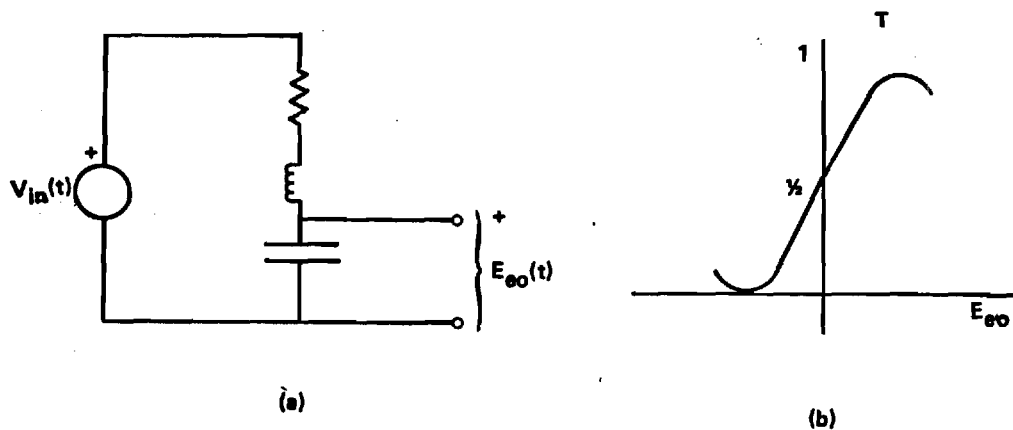 +
V_in(t)
+
E_eo(t)
(a)
T
1
½
E_eo
(b)